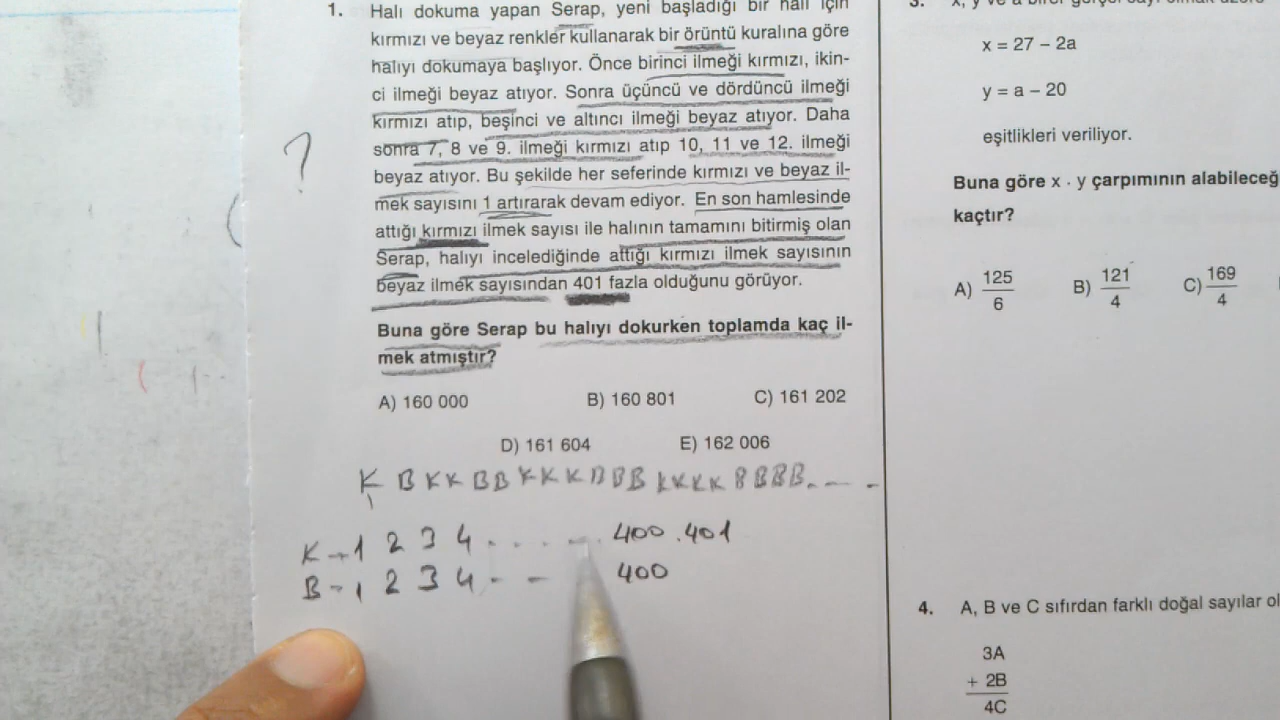 1. Halı dokuma yapan Serap, yeni başladığı bir halı için
kırmızı ve beyaz renkler kullanarak bir örüntü kuralına göre
halıyı dokumaya başlıyor. Önce birinci ilmeği kırmızı, ikin-
ci ilmeği beyaz atıyor. Sonra üçüncü ve dördüncü ilmeği
kırmızı atıp, beşinci ve altıncı ilmeği beyaz atıyor. Daha
sonra 7, 8 ve 9. ilmeği kırmızı atıp 10, 11 ve 12. ilmeği
beyaz atıyor. Bu şekilde her seferinde kırmızı ve beyaz il-
mek sayısını 1 artırarak devam ediyor. En son hamlesinde
attığı kırmızı ilmek sayısı ile halının tamamını bitirmiş olan
Serap, halıyı incelediğinde attığı kırmızı ilmek sayısının
beyaz ilmek sayısından 401 fazla olduğunu görüyor.
Buna göre Serap bu halıyı dokurken toplamda kaç il-
mek atmıştır?
A) 160 000 B) 160 801 C) 161 202
D) 161 604 E) 162 006
K B K K B B K K K B B B K K K K B B B B . . . .
K → 1 2 3 4 . . . . . 400 . 401
B → 1 2 3 4 . - - 400
?
3. x, y ve a birer gerçel sayı olmak üzere
x = 27 – 2a
y = a – 20
eşitlikleri veriliyor.
Buna göre x · y çarpımının
kaçtır?
A) 125/6 B) 121/4 C) 169/4
4. A, B ve C sıfırdan farklı doğal sayılar
3A
+ 2B
4C